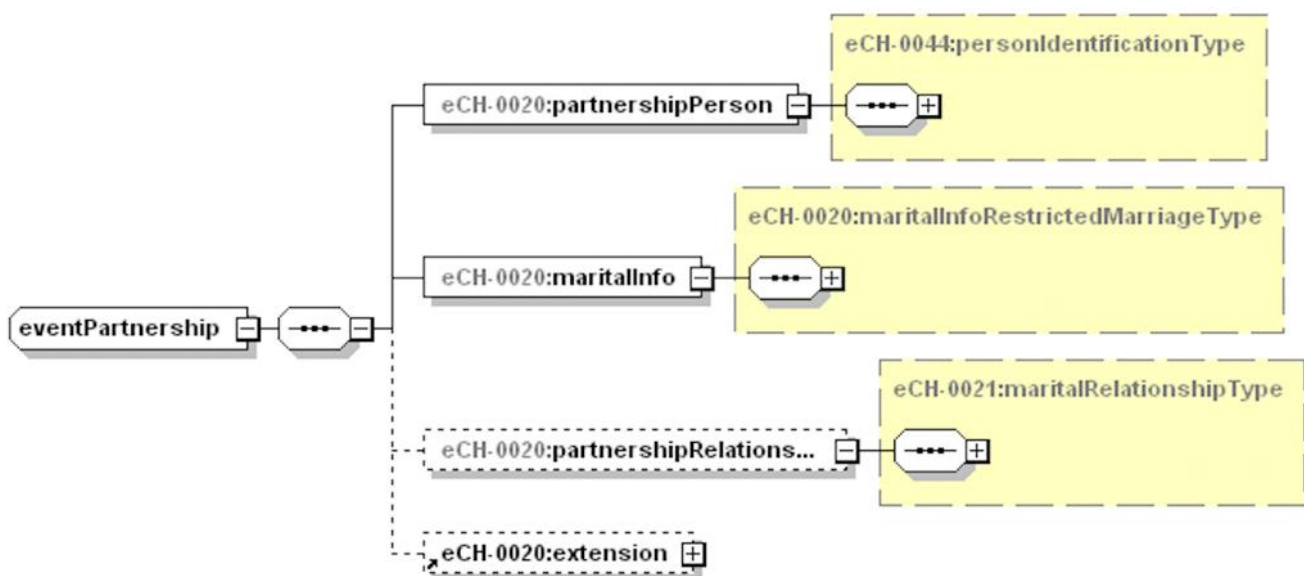 eCH-0044:personIdentificationType
eCH-0020:partnershipPerson
eCH-0020:maritalInfoRestrictedMarriageType
eCH-0020:maritalInfo
eventPartnership
eCH-0021:maritalRelationshipType
eCH-0020:partnershipRelations...
eCH-0020:extension